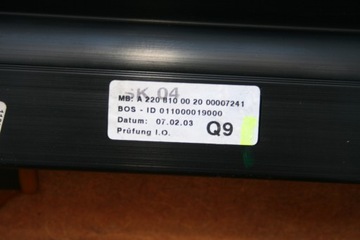 SK 04
MB: A 220 810 00 20 00007241
BOS - ID 011000019000
Datum: 07.02.03
Prüfung I.O.
Q9